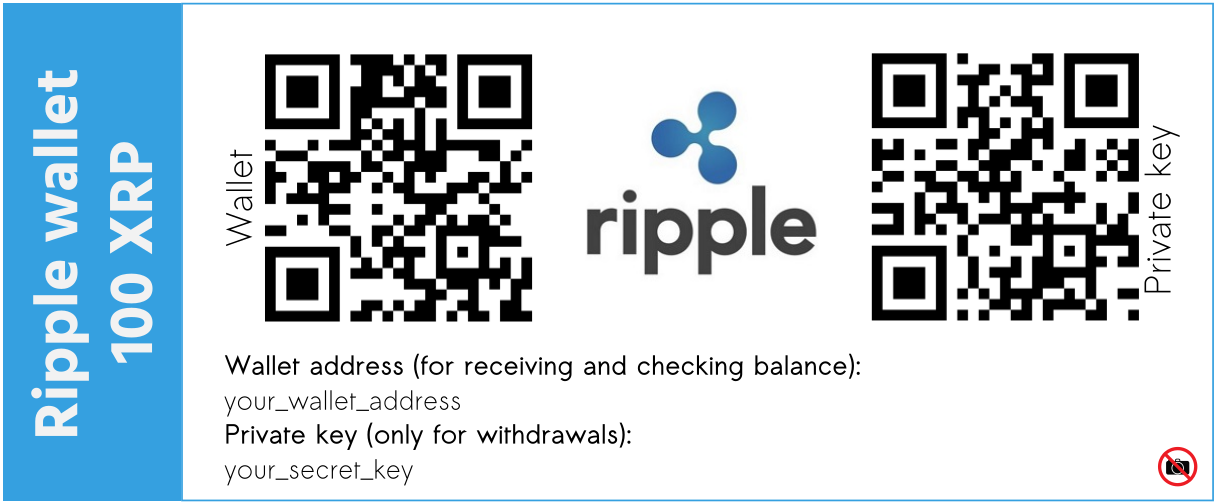 Ripple wallet
100 XRP
Wallet
ripple
Private key
Wallet address (for receiving and checking balance):
your_wallet_address
Private key (only for withdrawals):
your_secret_key